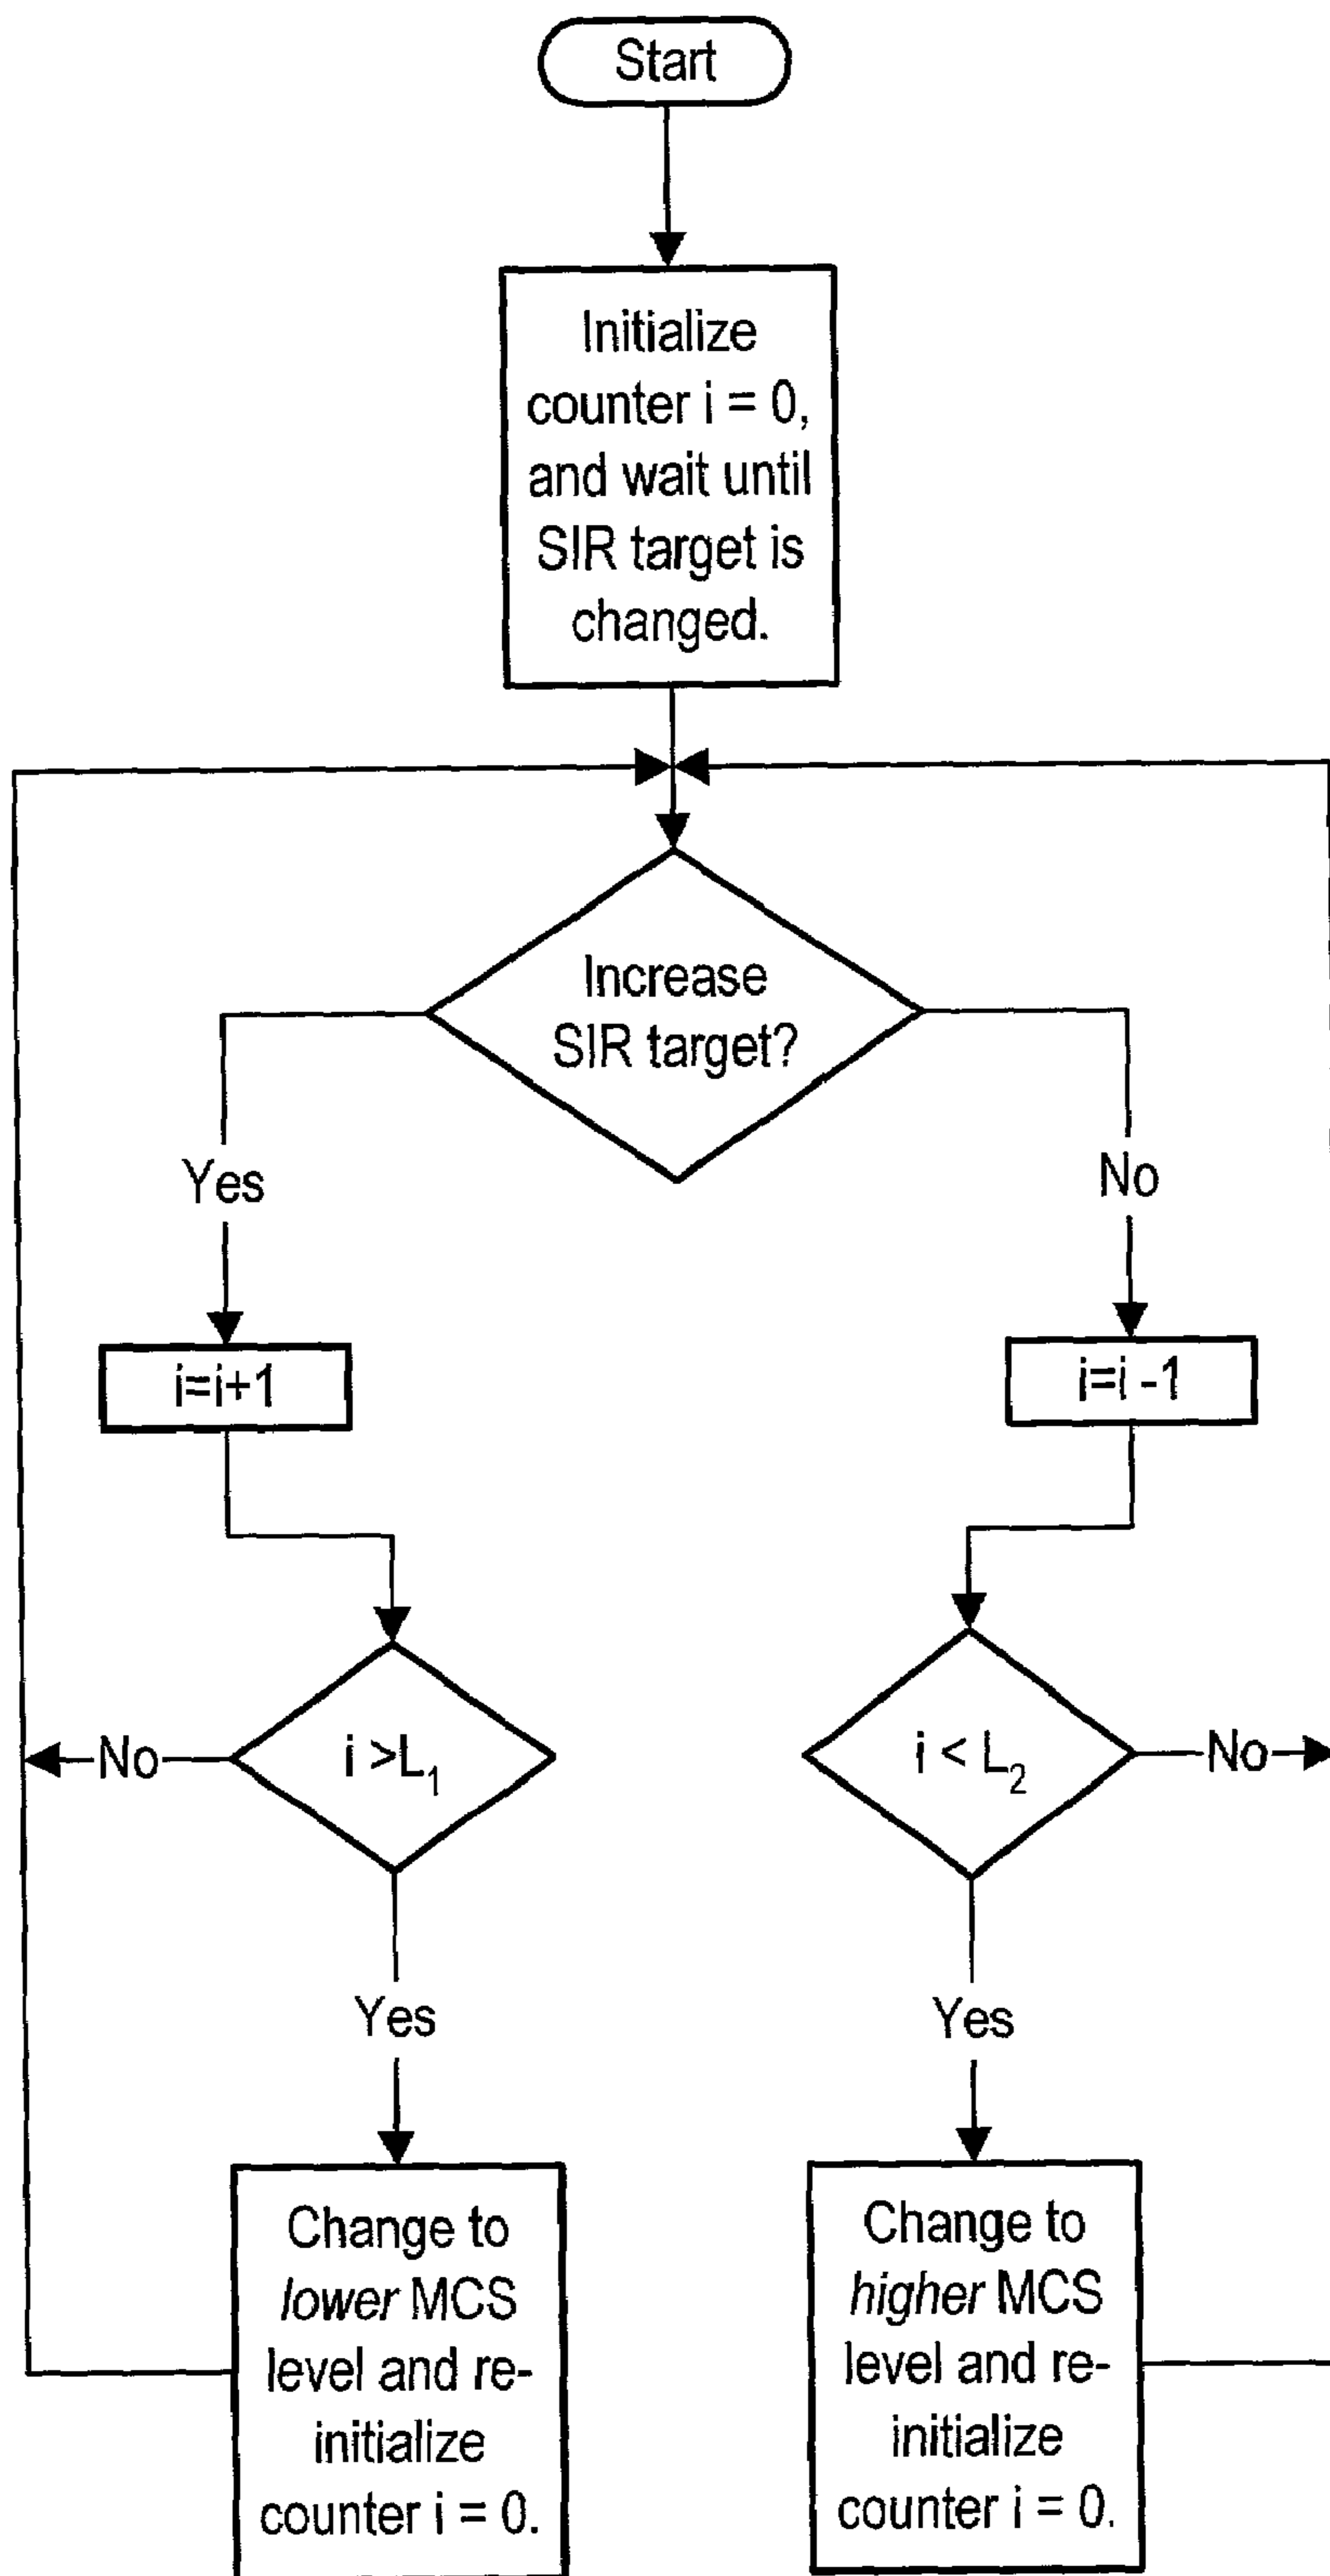 Start
Initialize
counter i = 0,
and wait until
SIR target is
changed.
Increase
SIR target?
Yes
No
i=i+1
i=i -1
i >L₁
No
i < L₂
No
Yes
Yes
Change to
lower MCS
level and re-
initialize
counter i = 0.
Change to
higher MCS
level and re-
initialize
counter i = 0.